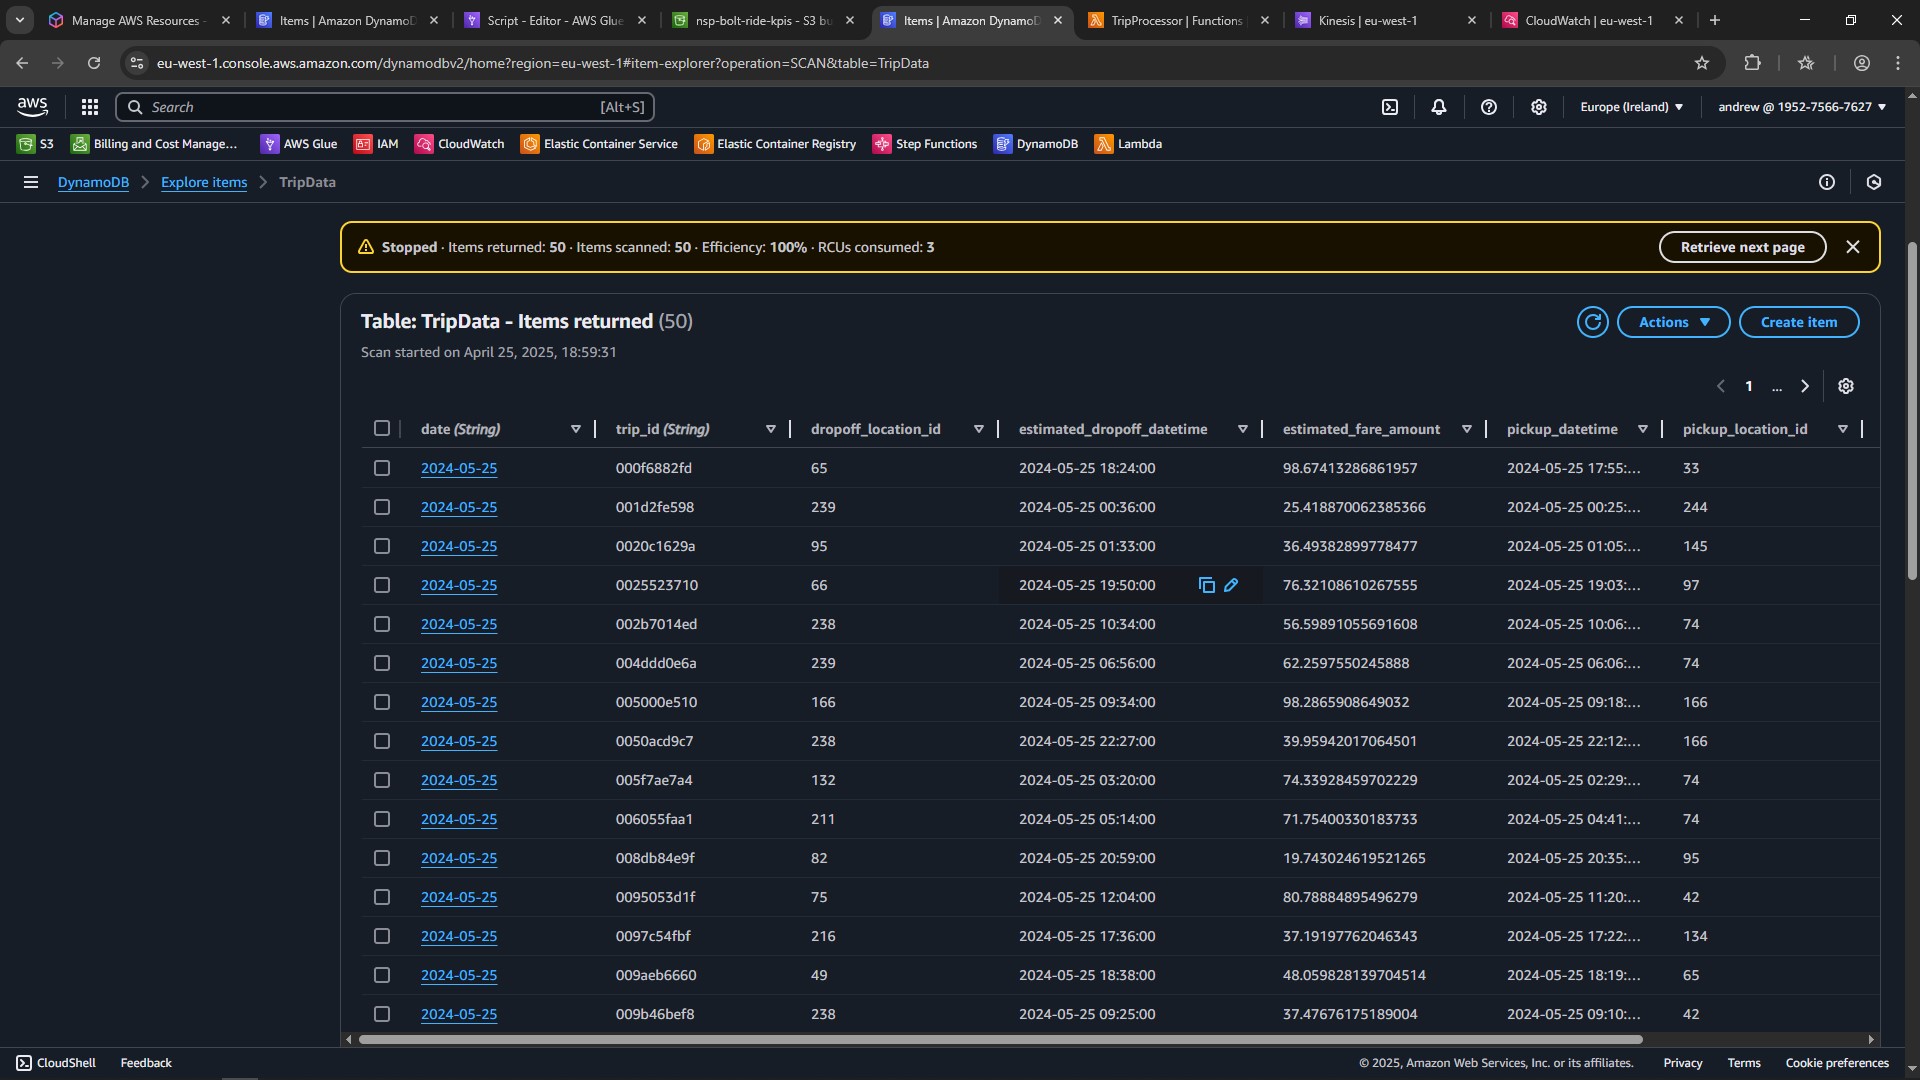 Manage AWS Resources -
Items | Amazon DynamoD
Script - Editor - AWS Glue
nsp-bolt-ride-kpis - S3 bu
Items | Amazon DynamoD
TripProcessor | Functions
Kinesis | eu-west-1
CloudWatch | eu-west-1
eu-west-1.console.aws.amazon.com/dynamodbv2/home?region=eu-west-1#item-explorer?operation=SCAN&table=TripData
aws
Search [Alt+S]
Europe (Ireland)
andrew @ 1952-7566-7627
S3 Billing and Cost Manage... AWS Glue IAM CloudWatch Elastic Container Service Elastic Container Registry Step Functions DynamoDB Lambda
DynamoDB > Explore items > TripData
Stopped · Items returned: 50 · Items scanned: 50 · Efficiency: 100% · RCUs consumed: 3
Retrieve next page
Table: TripData - Items returned (50)
Actions Create item
Scan started on April 25, 2025, 18:59:31
< 1 ... >
date (String) trip_id (String) dropoff_location_id estimated_dropoff_datetime estimated_fare_amount pickup_datetime pickup_location_id
2024-05-25 000f6882fd 65 2024-05-25 18:24:00 98.67413286861957 2024-05-25 17:55:... 33
2024-05-25 001d2fe598 239 2024-05-25 00:36:00 25.418870062385366 2024-05-25 00:25:... 244
2024-05-25 0020c1629a 95 2024-05-25 01:33:00 36.49382899778477 2024-05-25 01:05:... 145
2024-05-25 0025523710 66 2024-05-25 19:50:00 76.32108610267555 2024-05-25 19:03:... 97
2024-05-25 002b7014ed 238 2024-05-25 10:34:00 56.59891055691608 2024-05-25 10:06:... 74
2024-05-25 004ddd0e6a 239 2024-05-25 06:56:00 62.2597550245888 2024-05-25 06:06:... 74
2024-05-25 005000e510 166 2024-05-25 09:34:00 98.2865908649032 2024-05-25 09:18:... 166
2024-05-25 0050acd9c7 238 2024-05-25 22:27:00 39.95942017064501 2024-05-25 22:12:... 166
2024-05-25 005f7ae7a4 132 2024-05-25 03:20:00 74.33928459702229 2024-05-25 02:29:... 74
2024-05-25 006055faa1 211 2024-05-25 05:14:00 71.75400330183733 2024-05-25 04:41:... 74
2024-05-25 008db84e9f 82 2024-05-25 20:59:00 19.743024619521265 2024-05-25 20:35:... 95
2024-05-25 0095053d1f 75 2024-05-25 12:04:00 80.78884895496279 2024-05-25 11:20:... 42
2024-05-25 0097c54fbf 216 2024-05-25 17:36:00 37.19197762046343 2024-05-25 17:22:... 134
2024-05-25 009aeb6660 49 2024-05-25 18:38:00 48.059828139704514 2024-05-25 18:19:... 65
2024-05-25 009b46bef8 238 2024-05-25 09:25:00 37.47676175189004 2024-05-25 09:10:... 42
CloudShell Feedback © 2025, Amazon Web Services, Inc. or its affiliates. Privacy Terms Cookie preferences